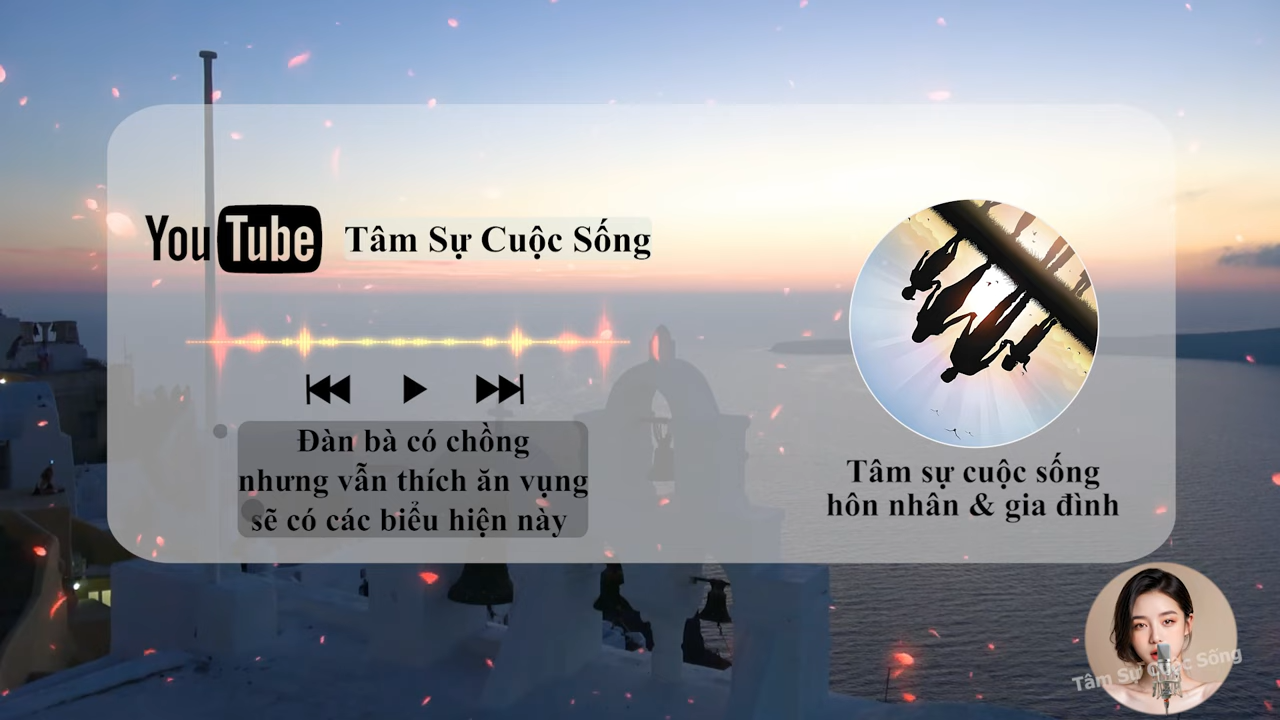 YouTube
Tâm Sự Cuộc Sống
Đàn bà có chồng
nhưng vẫn thích ăn vụng
sẽ có các biểu hiện này
Tâm sự cuộc sống
hôn nhân & gia đình
Tâm Sự Cuộc Sống